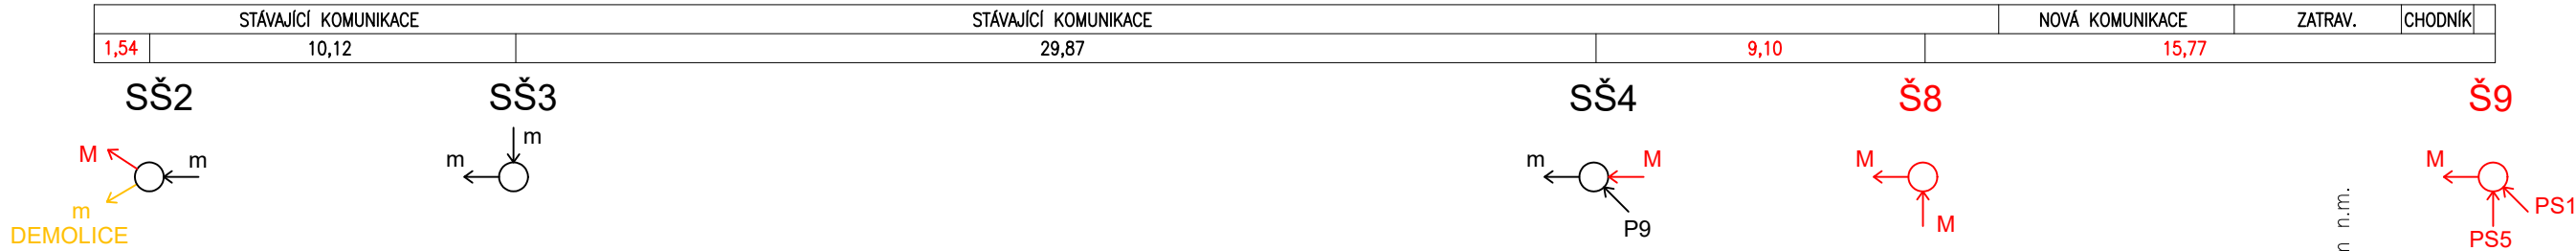 STÁVAJÍCÍ KOMUNIKACE STÁVAJÍCÍ KOMUNIKACE NOVÁ KOMUNIKACE ZATRAV. CHODNÍK
1,54 10,12 29,87 9,10 15,77
SŠ2 SŠ3 SŠ4 Š8 Š9
M m m m m M M M
m P9 M PS1
DEMOLICE PS5
n n.m.